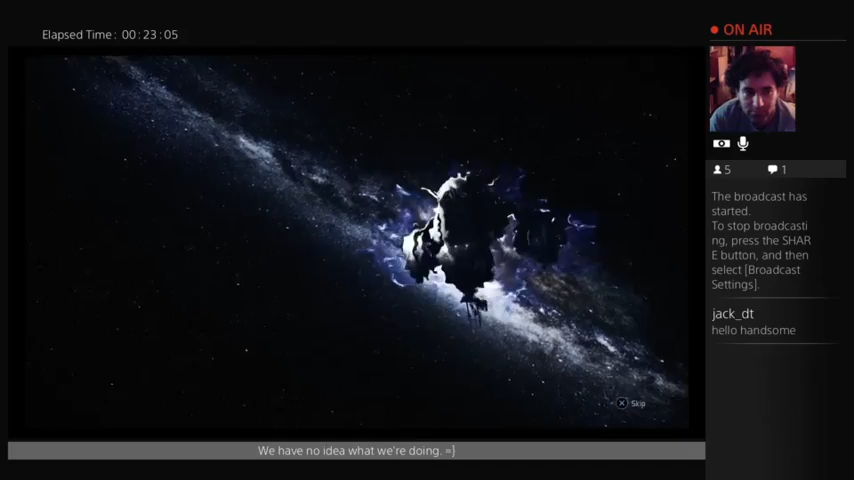 Elapsed Time: 00:23:05
ON AIR
5
1
The broadcast has
started.
To stop broadcasti
ng, press the SHAR
E button, and then
select [Broadcast
Settings].
jack_dt
hello handsome
Skip
We have no idea what we're doing. =}